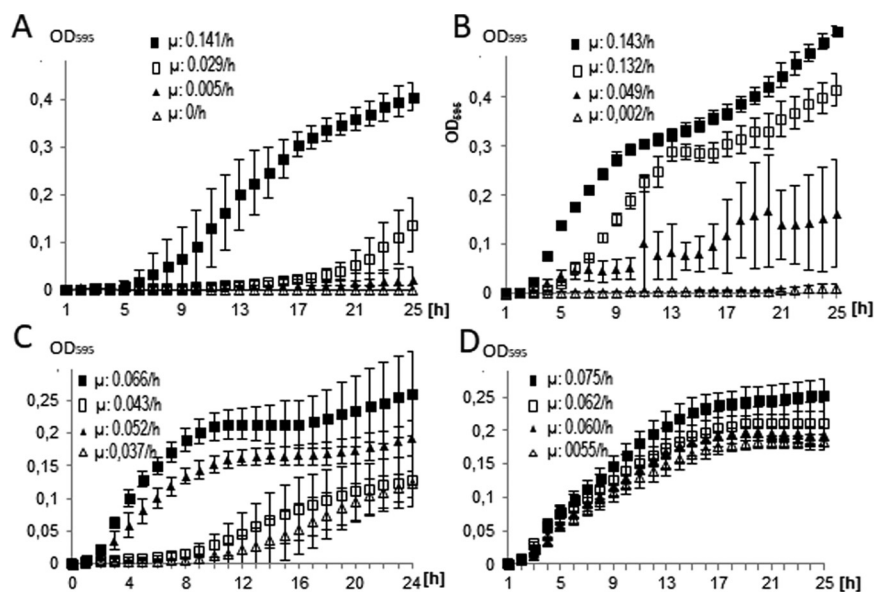 A
OD₅₉₅
■ µ: 0.141/h
□ µ: 0.029/h
▲ µ: 0.005/h
△ µ: 0/h
0,4
0,3
0,2
0,1
0
1 5 9 13 17 21 25 [h]
B
OD₅₉₅
■ µ: 0.143/h
□ µ: 0.132/h
▲ µ: 0.049/h
△ µ: 0,002/h
OD₅₉₅
0,5
0,4
0,3
0,2
0,1
0
1 5 9 13 17 21 25 [h]
C
OD₅₉₅
■ µ: 0.066/h
□ µ: 0.043/h
▲ µ: 0.052/h
△ µ: 0,037/h
0,25
0,2
0,15
0,1
0,05
0
0 4 8 12 16 20 24 [h]
D
OD₅₉₅
■ µ: 0.075/h
□ µ: 0.062/h
▲ µ: 0.060/h
△ µ: 0055/h
0,25
0,2
0,15
0,1
0,05
0
1 5 9 13 17 21 25 [h]